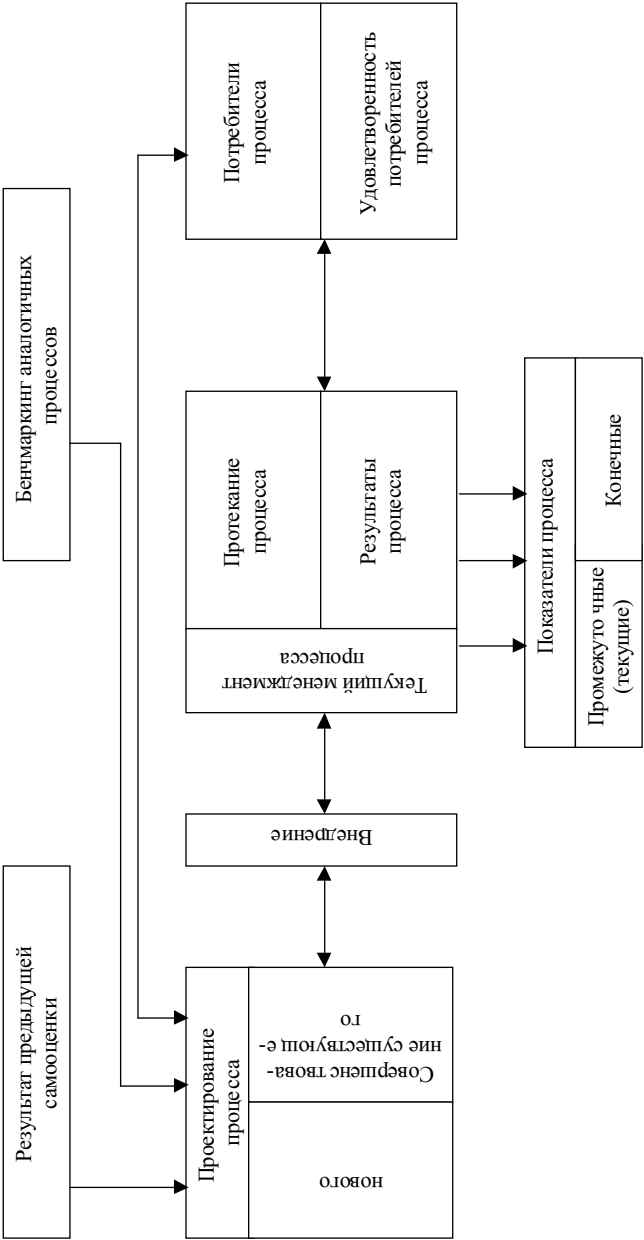 Результат предыдущей
самооценки
Бенчмаркинг аналогичных
процессов
Проектирование
процесса
нового
Совершенствова-
ние существующе-
го
Внедрение
Текущий менеджмент
процесса
Протекание
процесса
Результаты
процесса
Потребители
процесса
Удовлетворенность
потребителей
процесса
Показатели процесса
Промежуто чные
(текущие)
Конечные